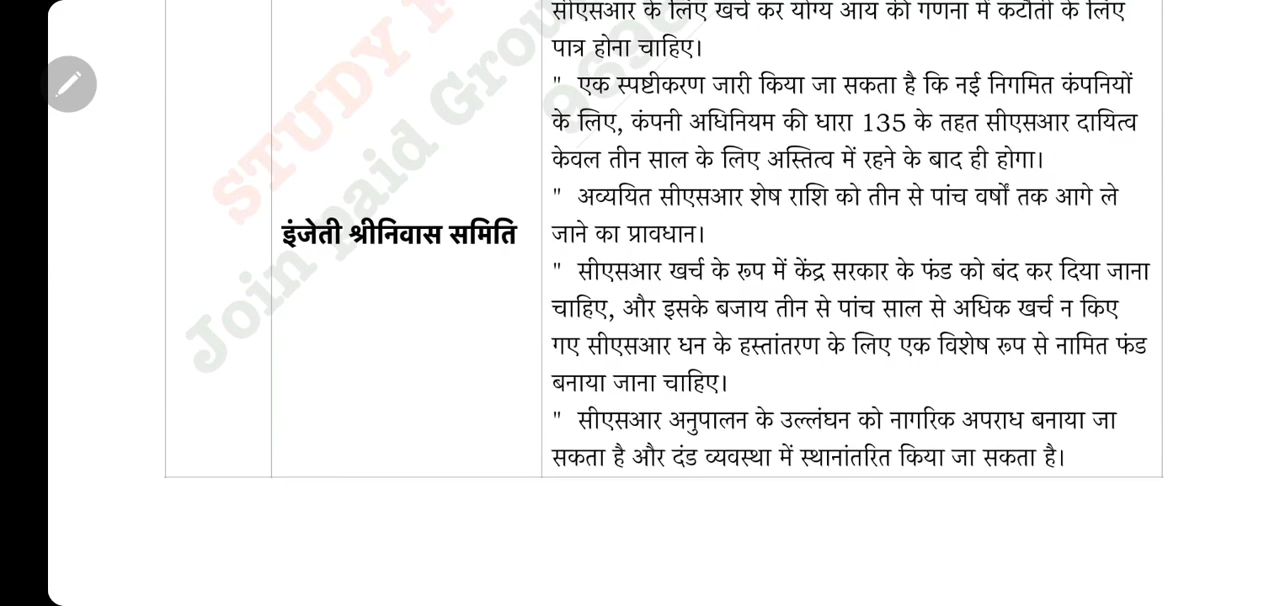 सीएसआर के लिए खर्च कर योग्य आय की गणना में कटौती के लिए
पात्र होना चाहिए।
" एक स्पष्टीकरण जारी किया जा सकता है कि नई निगमित कंपनियों
के लिए, कंपनी अधिनियम की धारा 135 के तहत सीएसआर दायित्व
केवल तीन साल के लिए अस्तित्व में रहने के बाद ही होगा।
" अव्ययित सीएसआर शेष राशि को तीन से पांच वर्षों तक आगे ले
जाने का प्रावधान।
इंजेती श्रीनिवास समिति
" सीएसआर खर्च के रूप में केंद्र सरकार के फंड को बंद कर दिया जाना
चाहिए, और इसके बजाय तीन से पांच साल से अधिक खर्च न किए
गए सीएसआर धन के हस्तांतरण के लिए एक विशेष रूप से नामित फंड
बनाया जाना चाहिए।
" सीएसआर अनुपालन के उल्लंघन को नागरिक अपराध बनाया जा
सकता है और दंड व्यवस्था में स्थानांतरित किया जा सकता है।
STUDY
Join paid Group